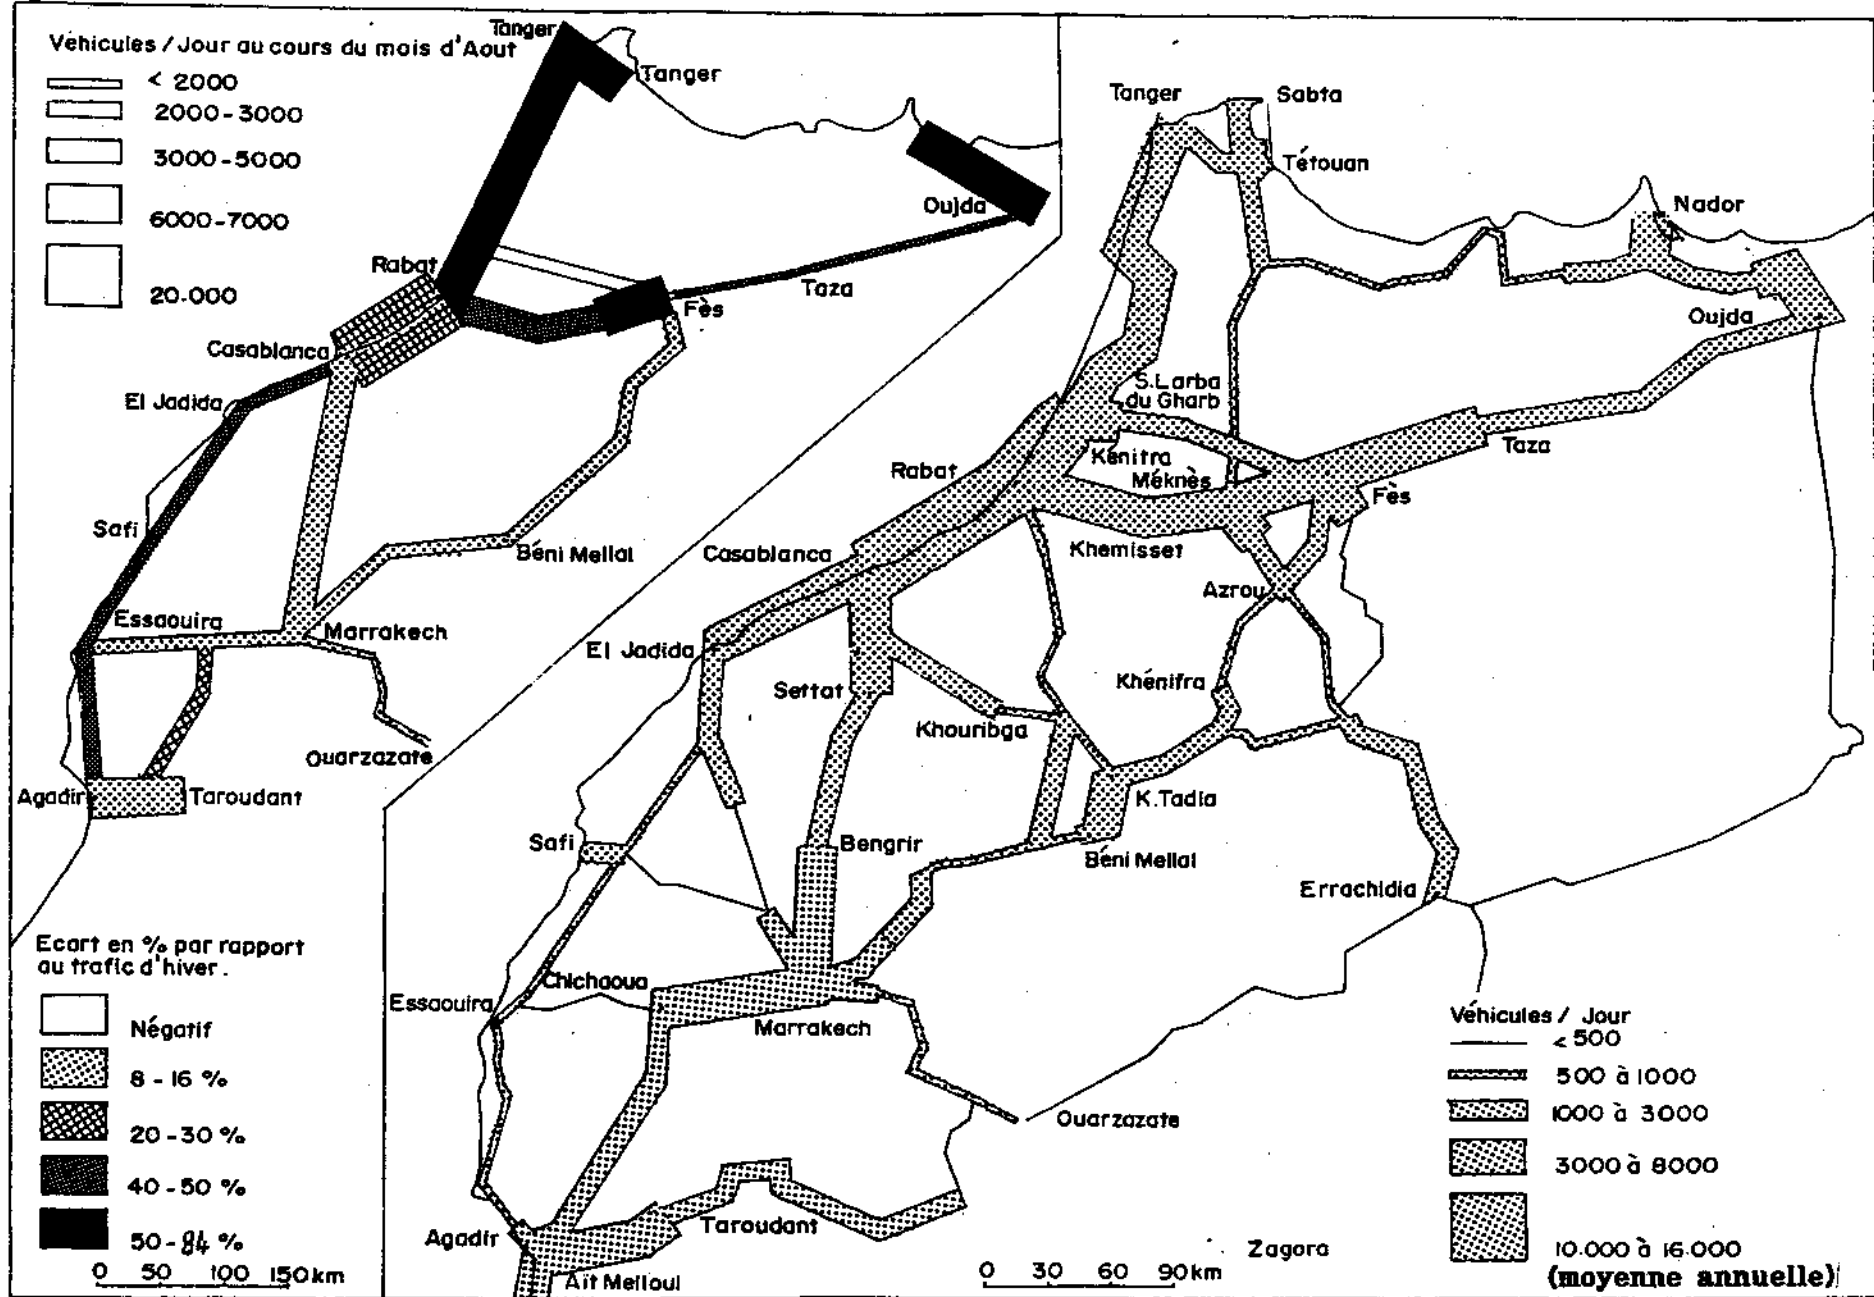 Véhicules / Jour au cours du mois d'Aout
< 2000
2000-3000
3000-5000
6000-7000
20.000
Tanger
Tanger
Oujda
Rabat
Taza
Fès
Casablanca
El Jadida
Safi
Béni Mellal
Essaouira
Marrakech
Ouarzazate
Agadir
Taroudant
Ecart en % par rapport
au trafic d'hiver.
Négatif
8-16 %
20-30 %
40-50 %
50-84 %
0 50 100 150km
Tanger
Sabta
Tétouan
Nador
Oujda
S.Larba
du Gharb
Taza
Kénitra
Rabat
Méknès
Fès
Casablanca
Khemisset
Azrou
El Jadida
Settat
Khénifra
Khouribga
K.Tadla
Safi
Bengrir
Béni Mellal
Errachidia
Chichaoua
Essaouira
Marrakech
Ouarzazate
Taroudant
Agadir
Aït Melloul
Zagora
0 30 60 90km
Véhicules / Jour
< 500
500 à 1000
1000 à 3000
3000 à 8000
10.000 à 16.000
(moyenne annuelle)